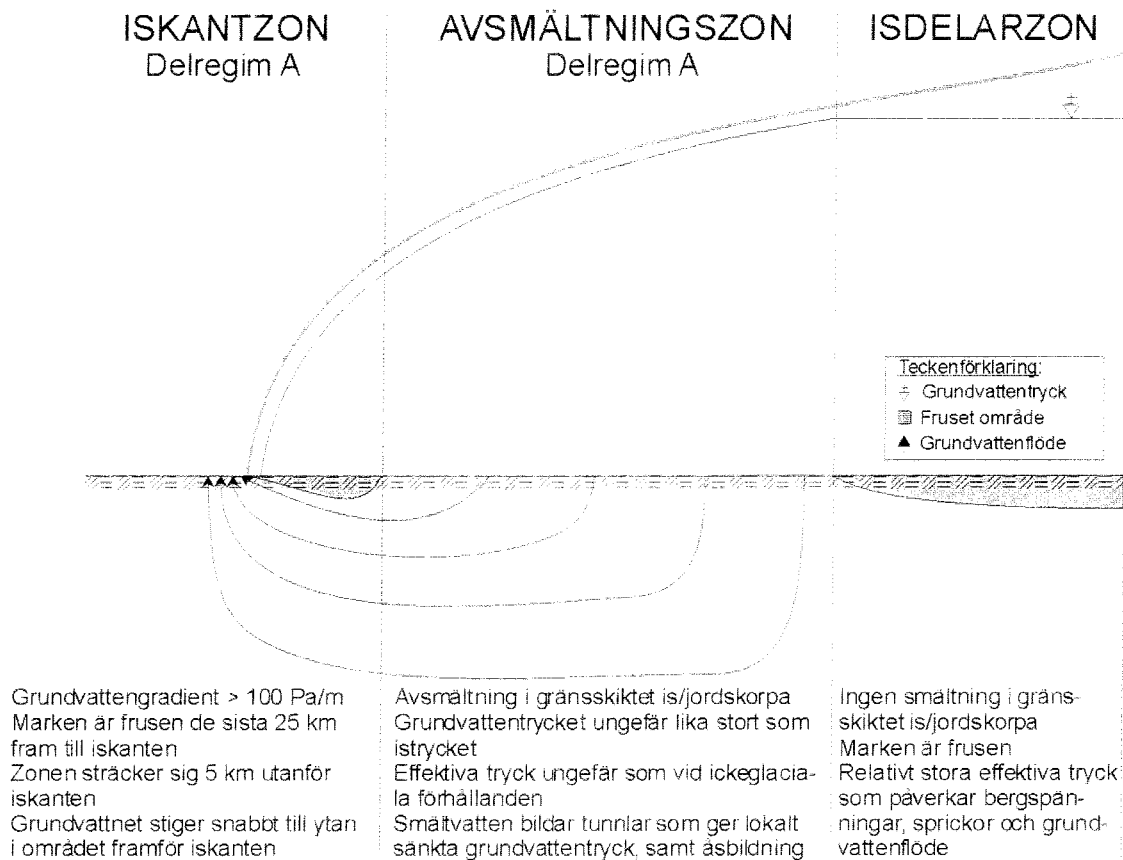 ISKANTZON
Delregim A
AVSMÄLTNINGSZON
Delregim A
ISDELARZON
Teckenförklaring:
Grundvattentryck
Fruset område
Grundvattenflöde
Grundvattengradient > 100 Pa/m
Marken är frusen de sista 25 km
fram till iskanten
Zonen sträcker sig 5 km utanför
iskanten
Grundvattnet stiger snabbt till ytan
i området framför iskanten
Avsmältning i gränsskiktet is/jordskorpa
Grundvattentrycket ungefär lika stort som
istrycket
Effektiva tryck ungefär som vid ickeglacia-
la förhållanden
Smältvatten bildar tunnlar som ger lokalt
sänkta grundvattentryck, samt åsbildning
Ingen smältning i gräns-
skiktet is/jordskorpa
Marken är frusen
Relativt stora effektiva tryck
som påverkar bergspän-
ningar, sprickor och grund-
vattenflöde